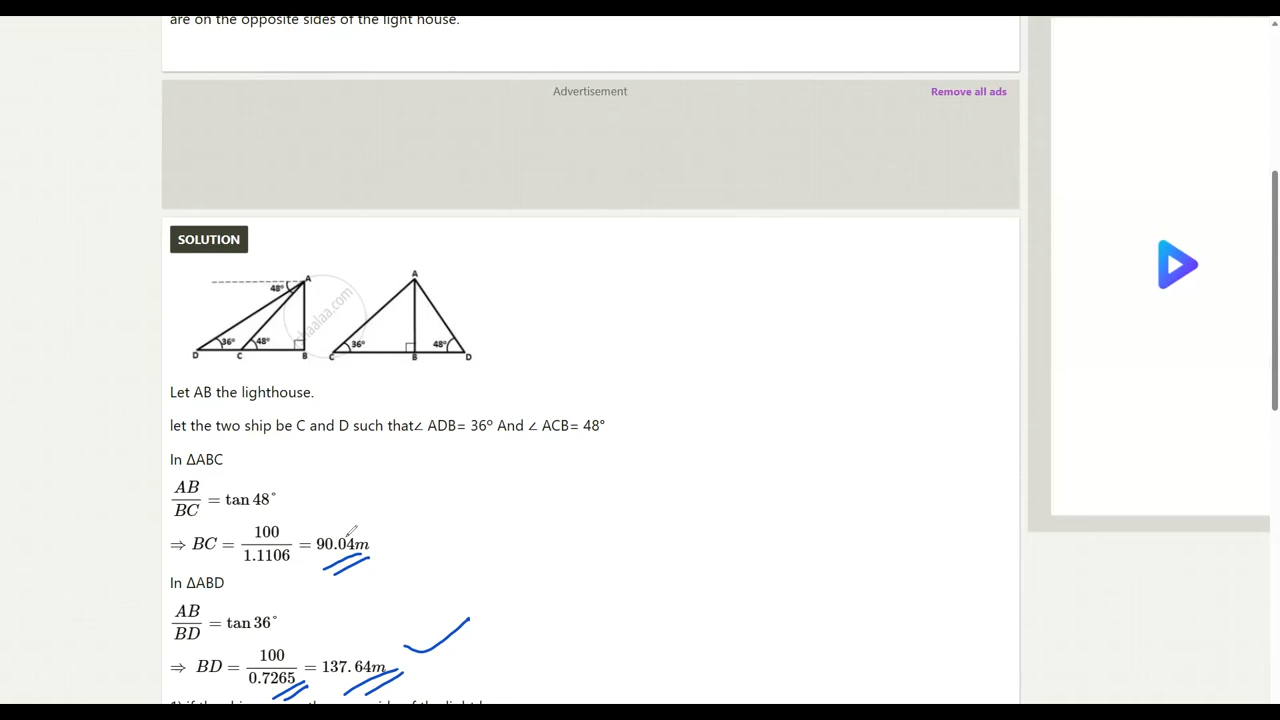 are on the opposite sides of the light house.
Advertisement
Remove all ads
SOLUTION
A
48°
36°
48°
D
C
B
A
36°
48°
C
B
D
shaalaa.com
Let AB the lighthouse.
let the two ship be C and D such that∠ ADB= 36° And ∠ ACB= 48°
In ΔABC
AB/BC = tan 48°
⇒ BC = 100/1.1106 = 90.04m
In ΔABD
AB/BD = tan 36°
⇒ BD = 100/0.7265 = 137.64m